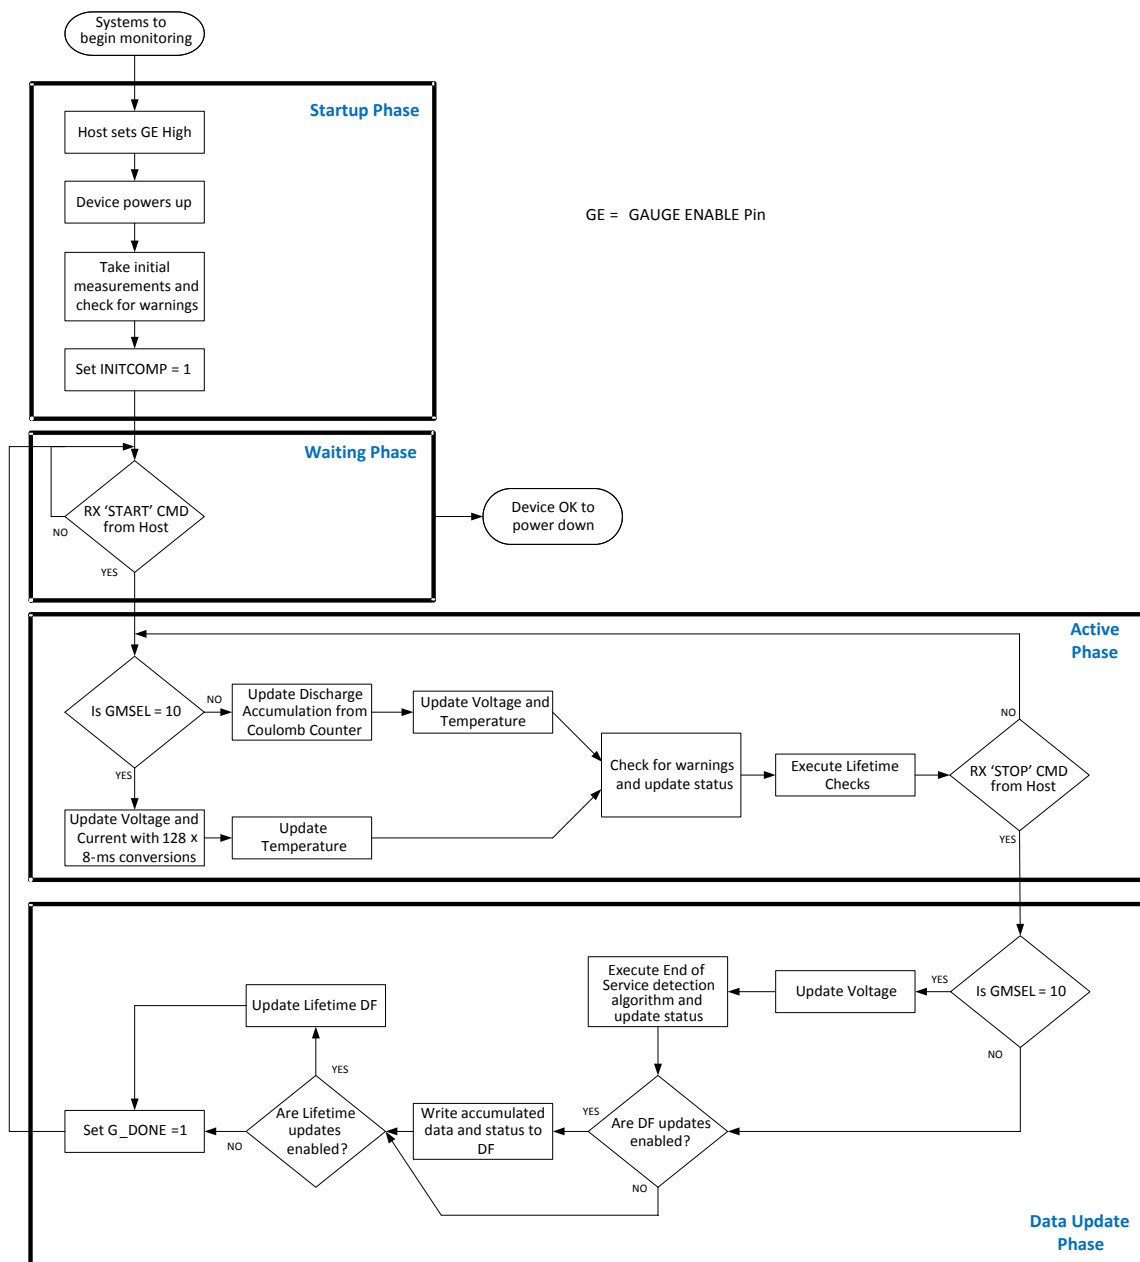 Systems to
begin monitoring
Startup Phase
Host sets GE High
Device powers up
GE = GAUGE ENABLE Pin
Take initial
measurements and
check for warnings
Set INITCOMP = 1
Waiting Phase
RX ‘START’ CMD
from Host
NO
YES
Device OK to
power down
Active
Phase
Is GMSEL = 10
NO
YES
Update Discharge
Accumulation from
Coulomb Counter
Update Voltage and
Temperature
Update Voltage and
Current with 128 x
8-ms conversions
Update
Temperature
Check for warnings
and update status
Execute Lifetime
Checks
NO
RX ‘STOP’ CMD
from Host
YES
Is GMSEL = 10
YES
NO
Update Voltage
Execute End of
Service detection
algorithm and
update status
Are DF updates
enabled?
YES
NO
Write accumulated
data and status to
DF
Update Lifetime DF
YES
Are Lifetime
updates
enabled?
NO
Set G_DONE =1
Data Update
Phase